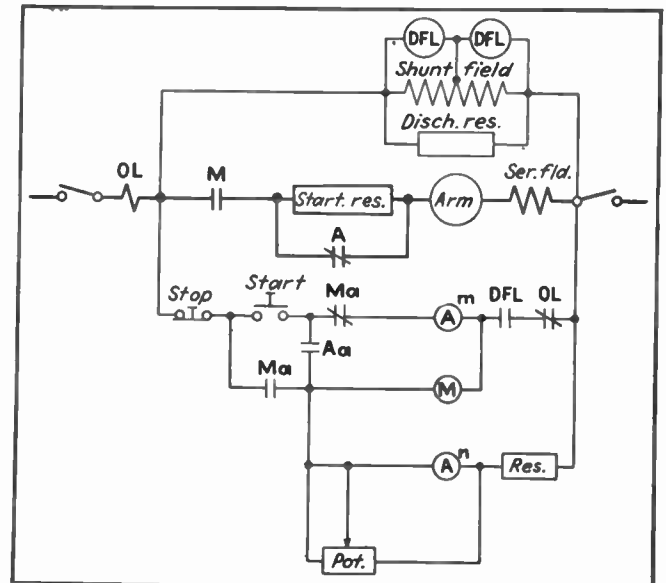 DFL DFL
Shunt field
Disch. res.
OL M Start. res. Arm Ser. fld.
A
Stop Start Ma A m DFL OL
Aa
Ma M
A n Res.
Pot.